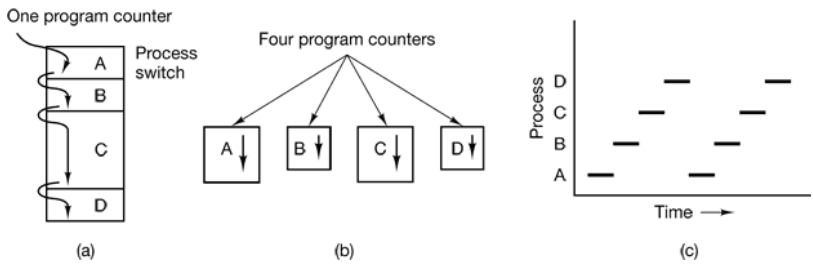 One program counter
Process
switch
A
B
C
D
(a)
Four program counters
A
B
C
D
(b)
Process
D
C
B
A
Time
(c)